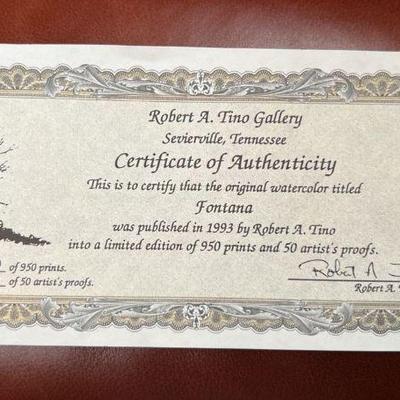 Robert A. Tino Gallery
Sevierville, Tennessee
Certificate of Authenticity
This is to certify that the original watercolor titled
Fontana
was published in 1993 by Robert A. Tino
into a limited edition of 950 prints and 50 artist's proofs.
of 950 prints.
of 50 artist's proofs.
Robert A
Robert A.